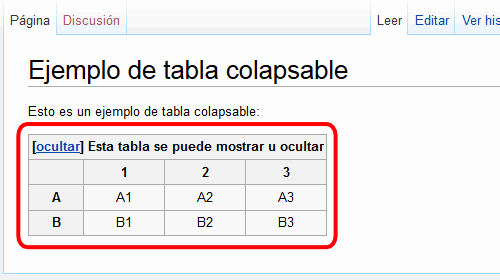 Página Discusión Leer Editar Ver his
Ejemplo de tabla colapsable
Esto es un ejemplo de tabla colapsable:
[ocultar] Esta tabla se puede mostrar u ocultar
1 2 3
A A1 A2 A3
B B1 B2 B3